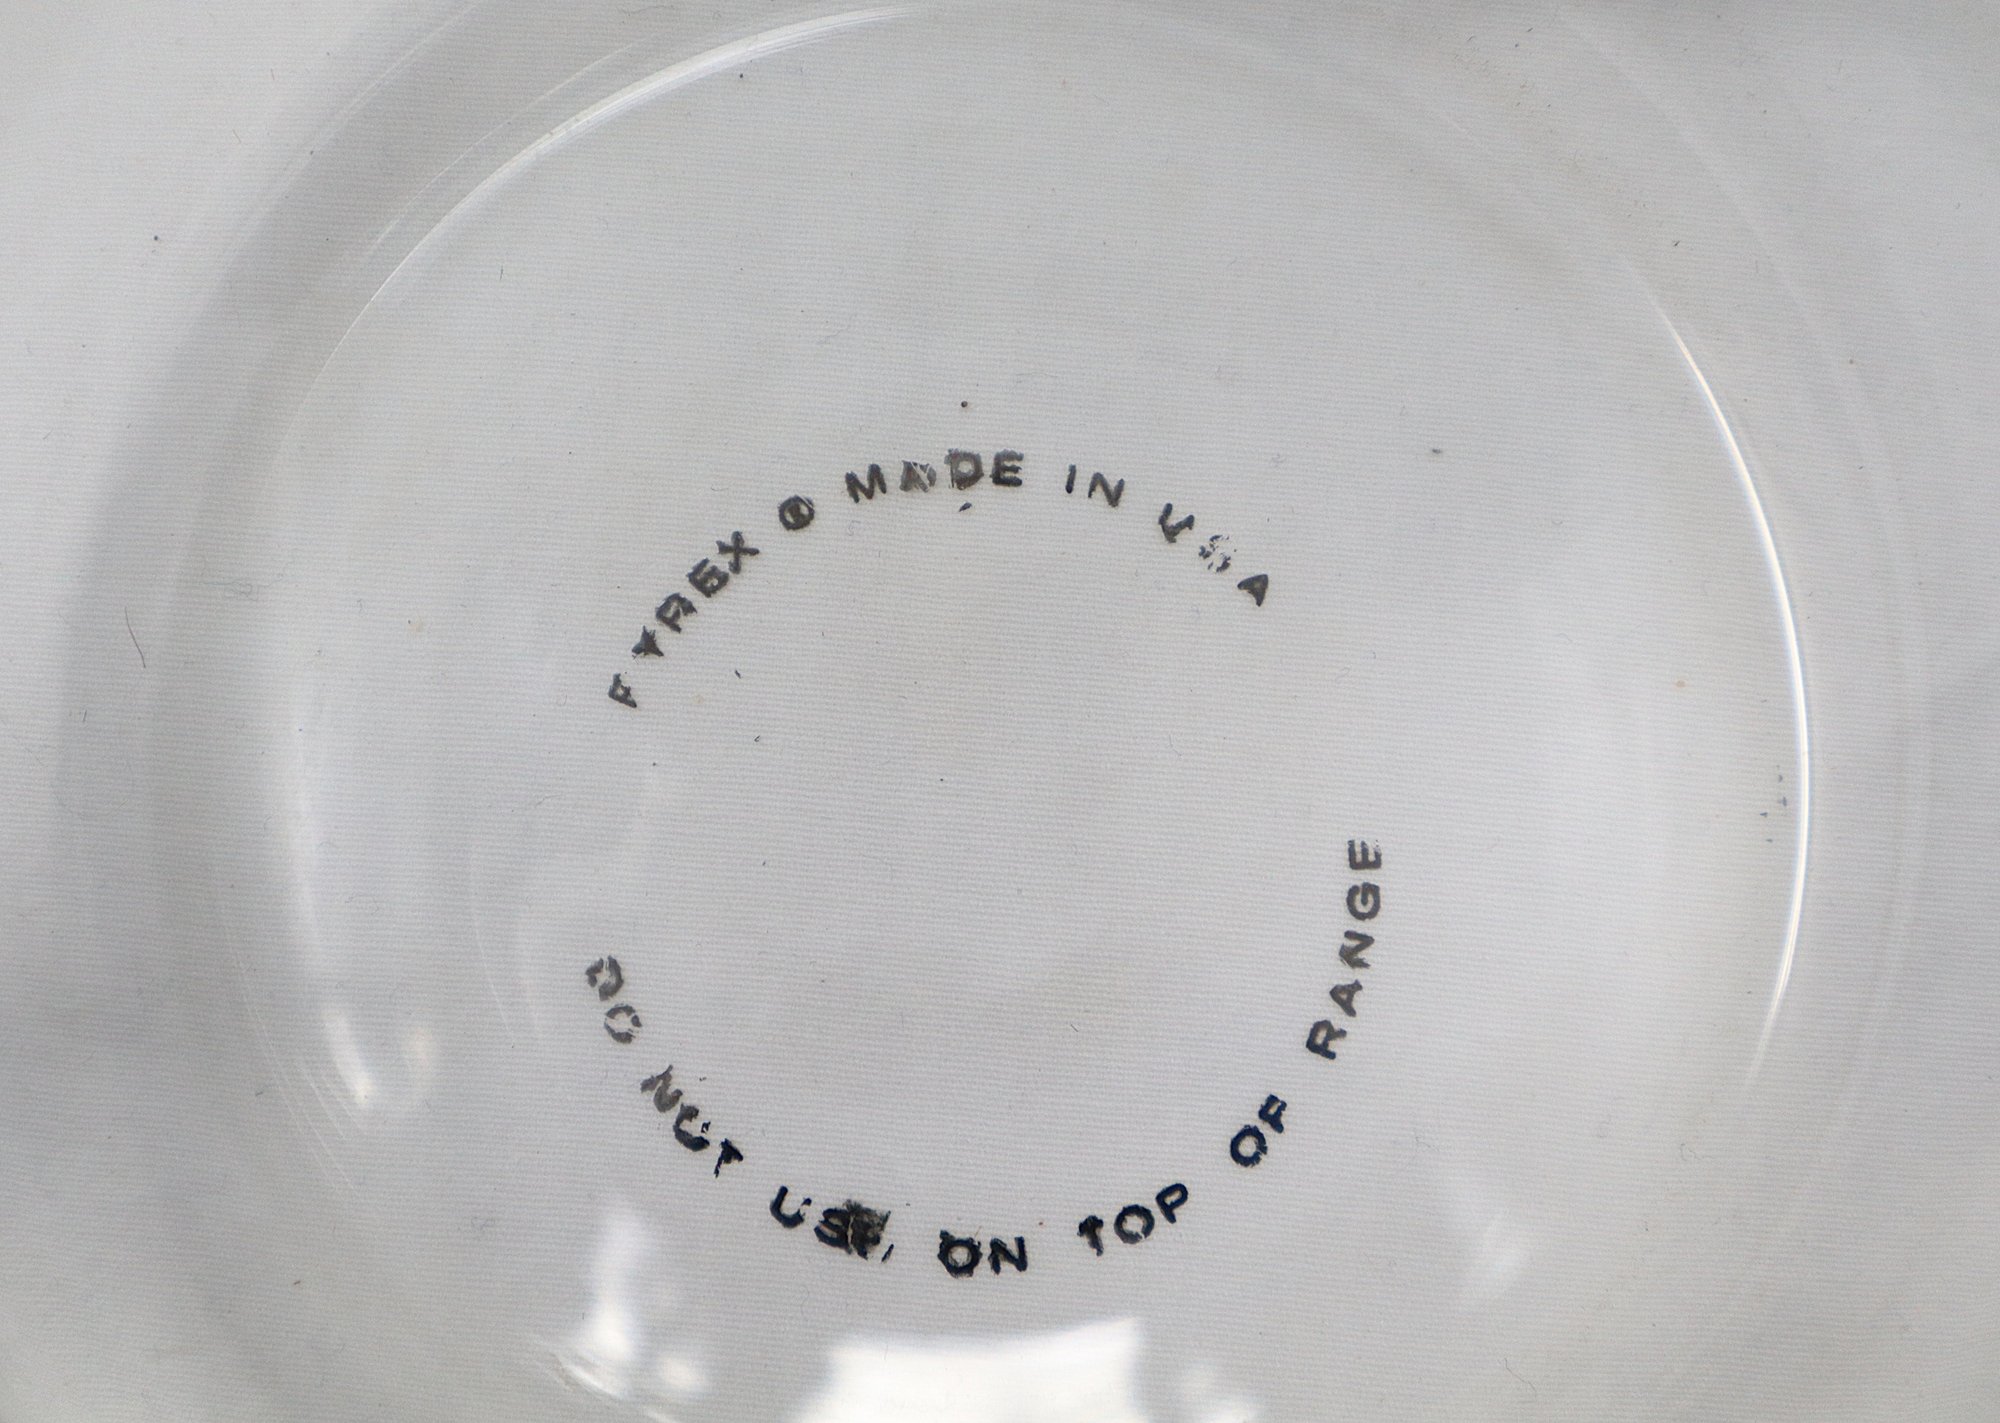 PYREX ® MADE IN USA
DO NOT USE ON TOP OF RANGE